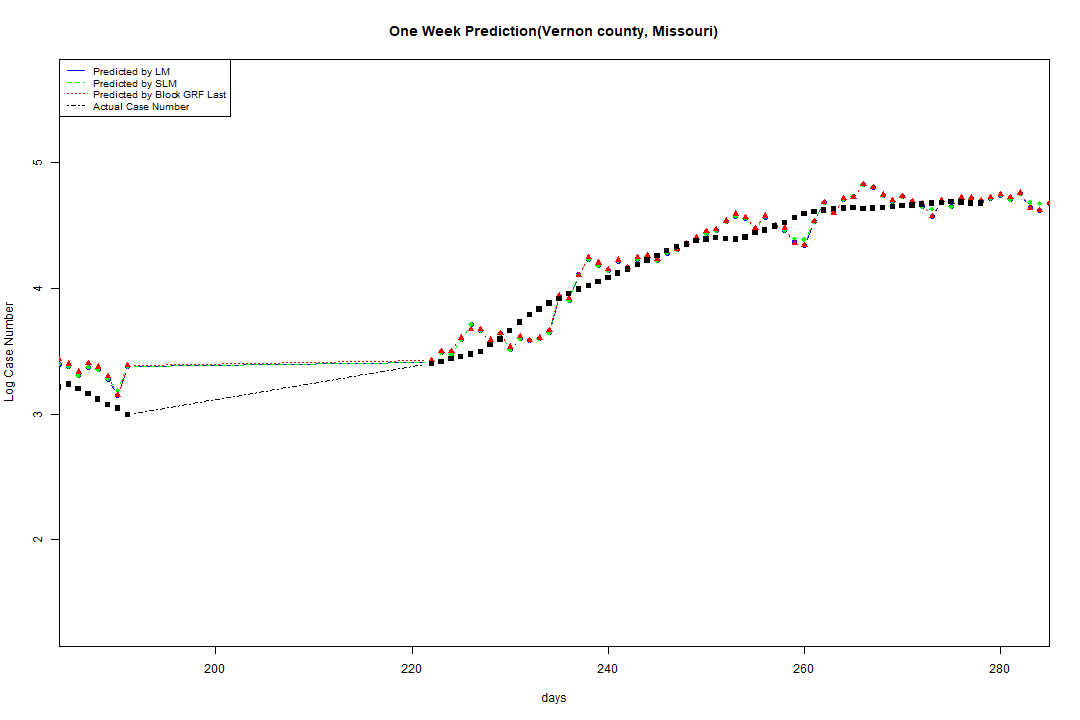 One Week Prediction(Vernon county, Missouri)
Predicted by LM
Predicted by SLM
Predicted by Block GRF Last
Actual Case Number
Log Case Number
5
4
3
2
200 220 240 260 280
days